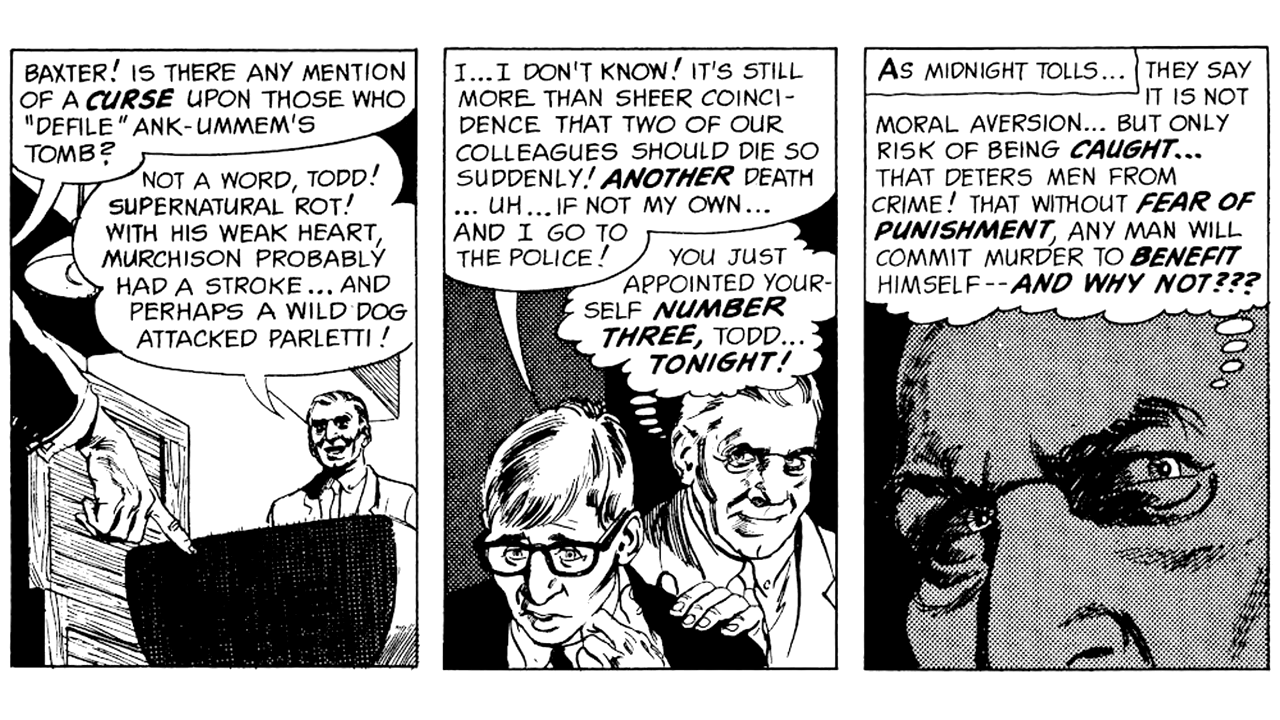 BAXTER! IS THERE ANY MENTION
OF A CURSE UPON THOSE WHO
"DEFILE" ANK-UMMEM'S
TOMB?
NOT A WORD, TODD!
SUPERNATURAL ROT!
WITH HIS WEAK HEART,
MURCHISON PROBABLY
HAD A STROKE... AND
PERHAPS A WILD DOG
ATTACKED PARLETTI!
I...I DON'T KNOW! IT'S STILL
MORE THAN SHEER COINCI-
DENCE THAT TWO OF OUR
COLLEAGUES SHOULD DIE SO
SUDDENLY! ANOTHER DEATH
... UH... IF NOT MY OWN...
AND I GO TO
THE POLICE!
YOU JUST
APPOINTED YOUR-
SELF NUMBER
THREE, TODD...
TONIGHT!
AS MIDNIGHT TOLLS...
THEY SAY
IT IS NOT
MORAL AVERSION... BUT ONLY
RISK OF BEING CAUGHT...
THAT DETERS MEN FROM
CRIME! THAT WITHOUT FEAR OF
PUNISHMENT, ANY MAN WILL
COMMIT MURDER TO BENEFIT
HIMSELF--AND WHY NOT???